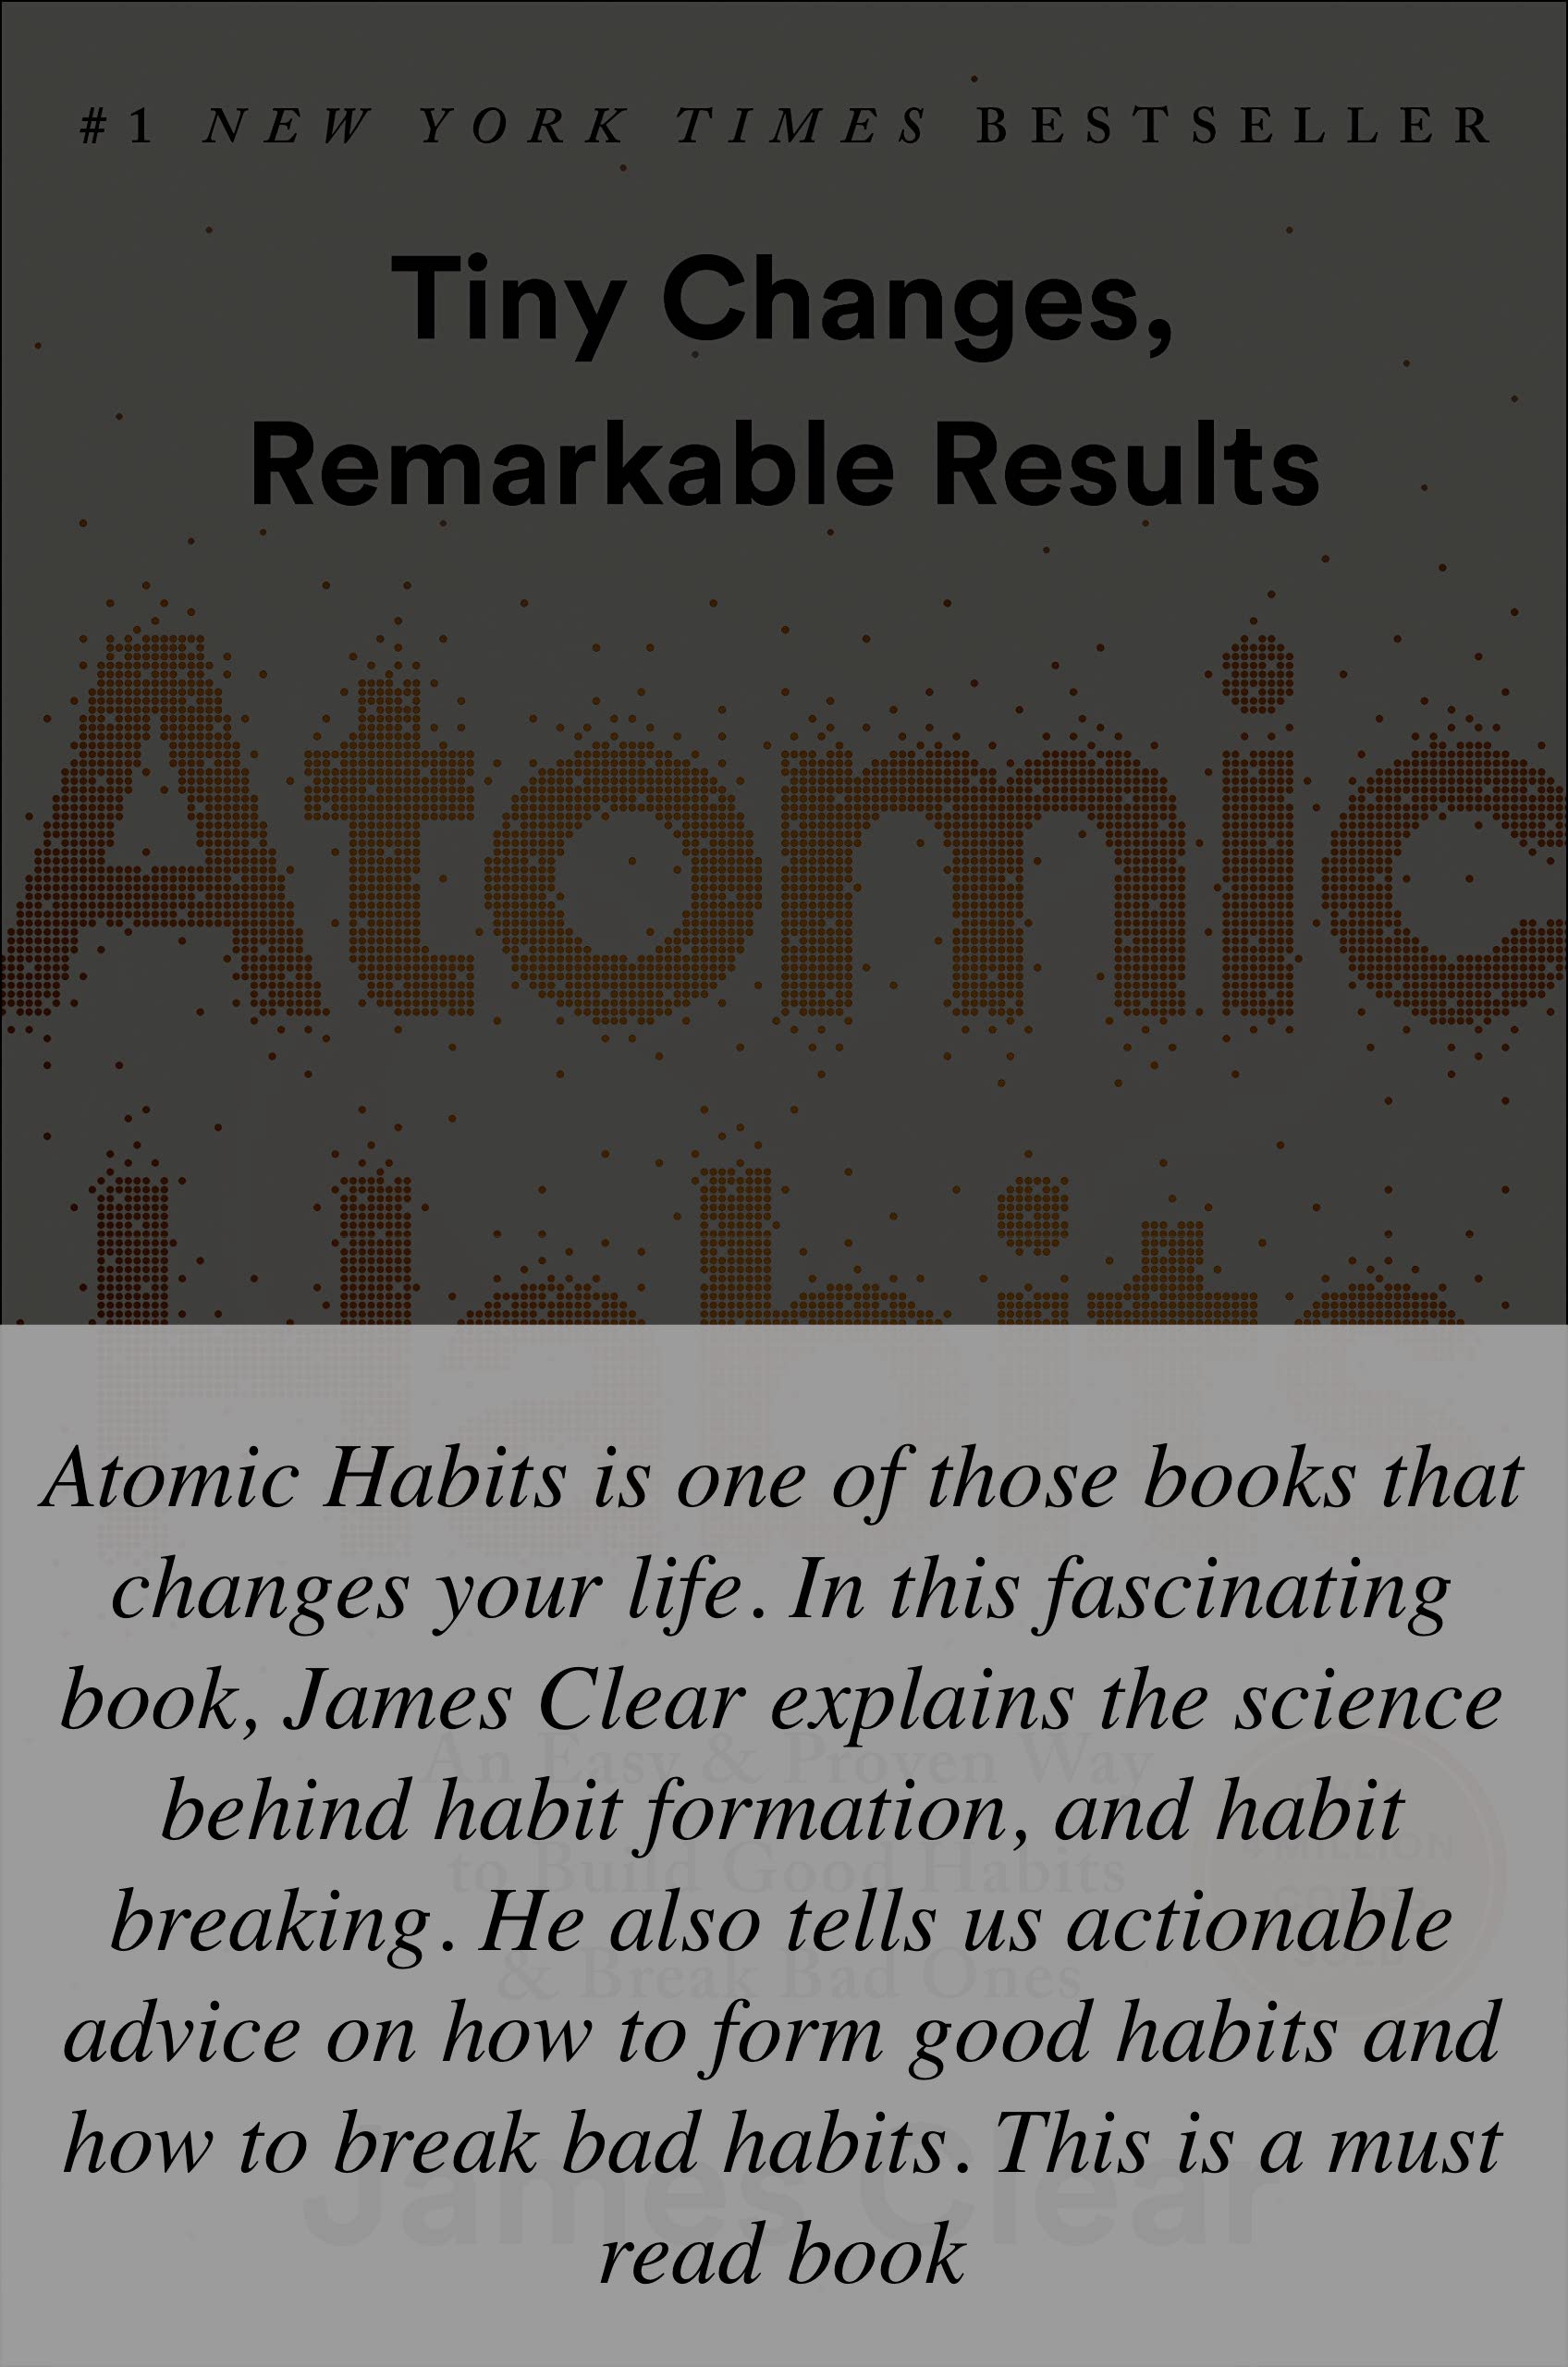 #1 NEW YORK TIMES BESTSELLER
Tiny Changes,
Remarkable Results
Atomic
Habits
Atomic Habits is one of those books that
changes your life. In this fascinating
book, James Clear explains the science
behind habit formation, and habit
breaking. He also tells us actionable
advice on how to form good habits and
how to break bad habits. This is a must
read book
An Easy & Proven Way
to Build Good Habits
& Break Bad Ones
MILLION
COPIES
SOLD
James Clear